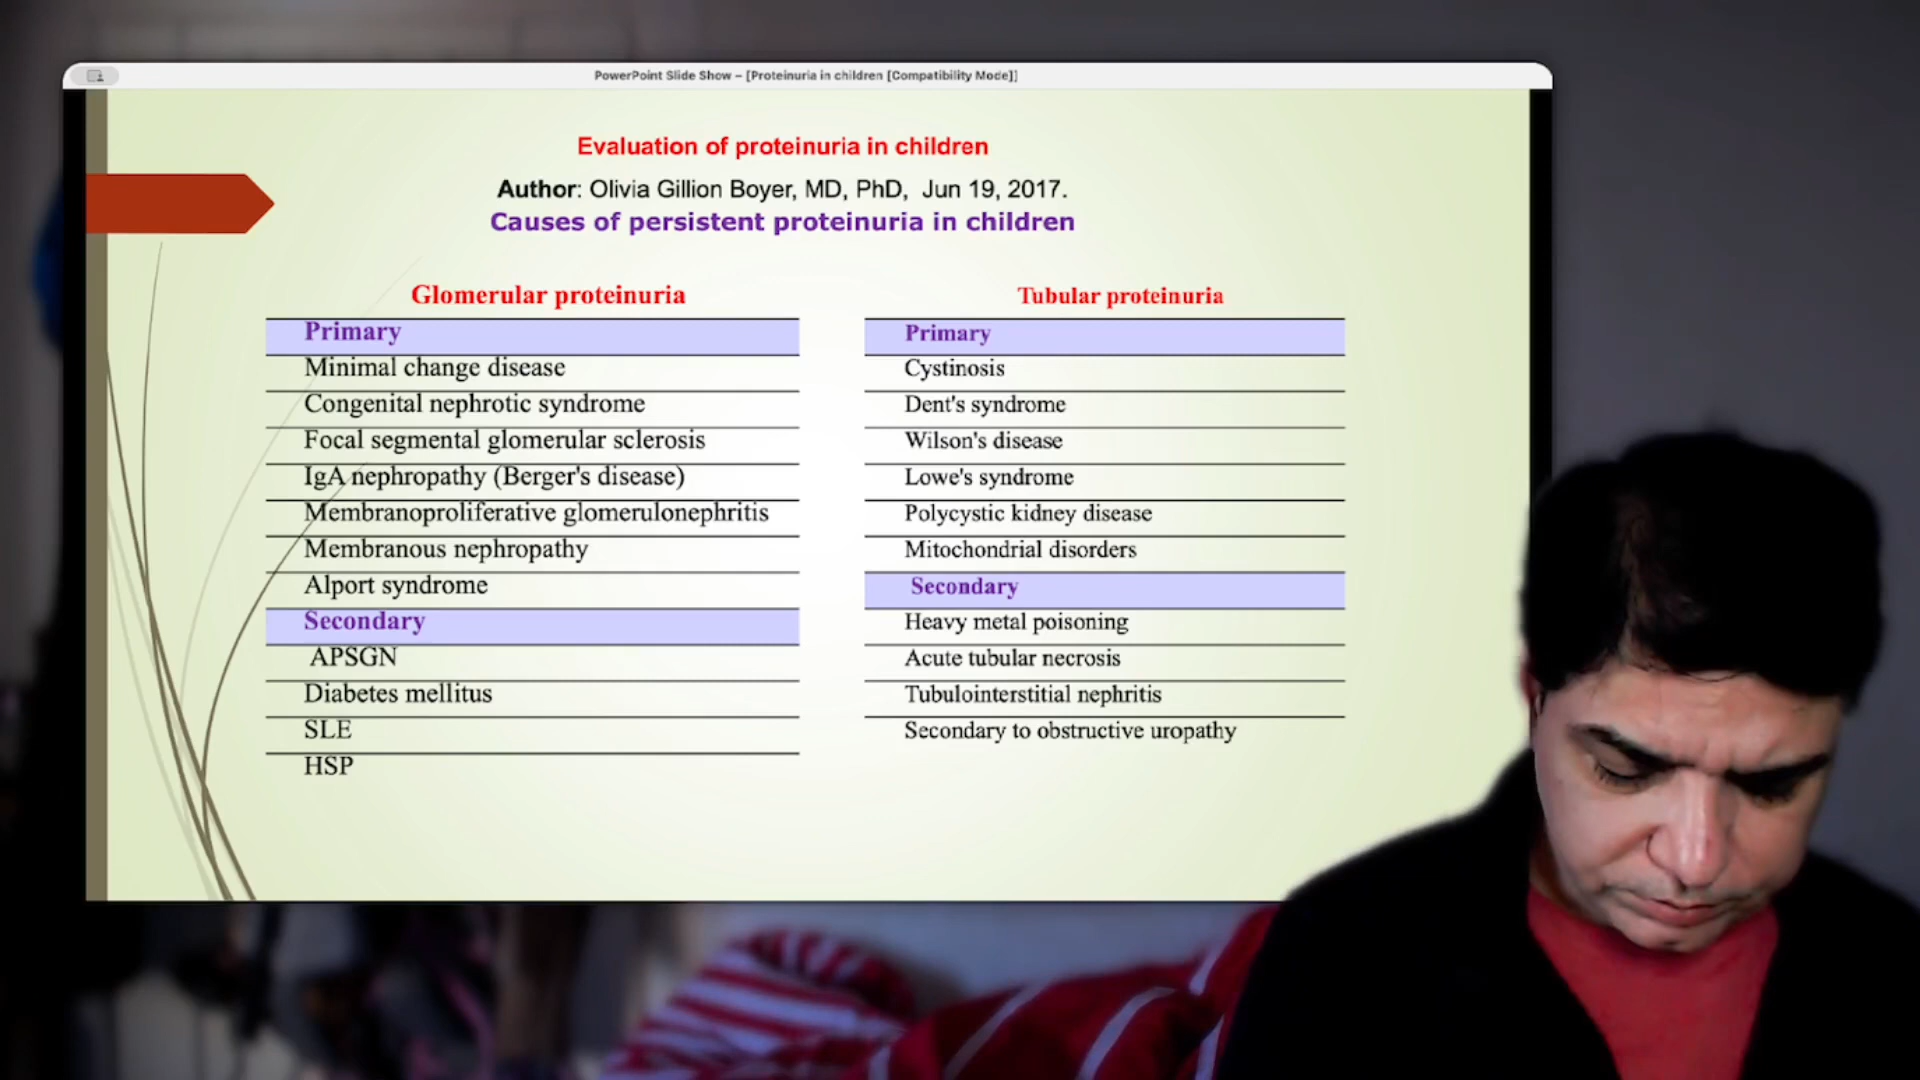 PowerPoint Slide Show – [Proteinuria in children [Compatibility Mode]]
Evaluation of proteinuria in children
Author: Olivia Gillion Boyer, MD, PhD, Jun 19, 2017.
Causes of persistent proteinuria in children
Glomerular proteinuria
Primary
Minimal change disease
Congenital nephrotic syndrome
Focal segmental glomerular sclerosis
IgA nephropathy (Berger's disease)
Membranoproliferative glomerulonephritis
Membranous nephropathy
Alport syndrome
Secondary
APSGN
Diabetes mellitus
SLE
HSP
Tubular proteinuria
Primary
Cystinosis
Dent's syndrome
Wilson's disease
Lowe's syndrome
Polycystic kidney disease
Mitochondrial disorders
Secondary
Heavy metal poisoning
Acute tubular necrosis
Tubulointerstitial nephritis
Secondary to obstructive uropathy